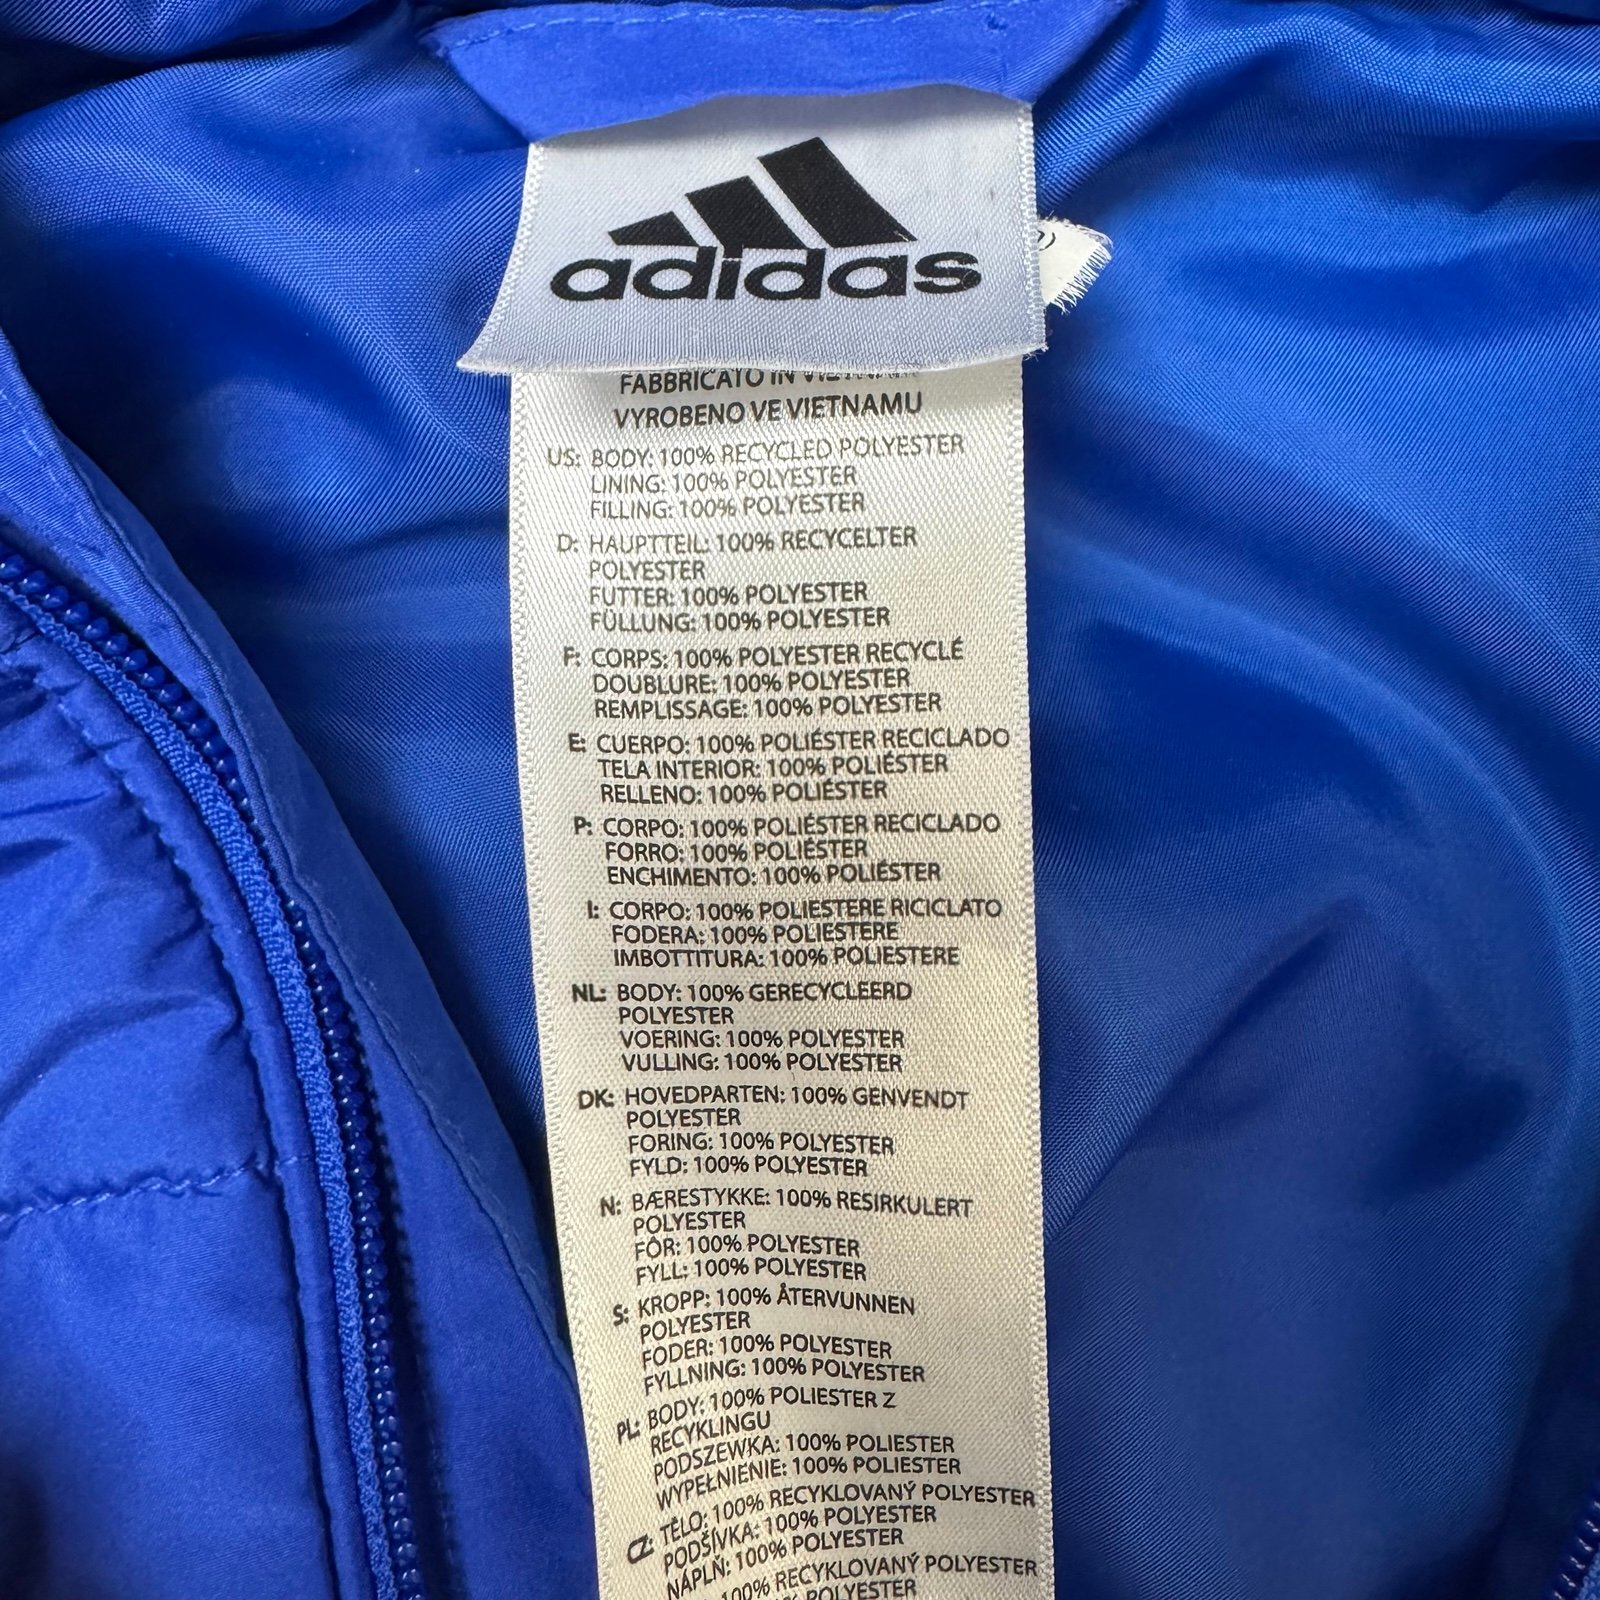 adidas
FABBRICATO IN VIETNAM
VYROBENO VE VIETNAMU
US: BODY: 100% RECYCLED POLYESTER
LINING: 100% POLYESTER
FILLING: 100% POLYESTER
D: HAUPTTEIL: 100% RECYCELTER
POLYESTER
FUTTER: 100% POLYESTER
FÜLLUNG: 100% POLYESTER
F: CORPS: 100% POLYESTER RECYCLÉ
DOUBLURE: 100% POLYESTER
REMPLISSAGE: 100% POLYESTER
E: CUERPO: 100% POLIÉSTER RECICLADO
TELA INTERIOR: 100% POLIÉSTER
RELLENO: 100% POLIÉSTER
P: CORPO: 100% POLIÉSTER RECICLADO
FORRO: 100% POLIÉSTER
ENCHIMENTO: 100% POLIÉSTER
I: CORPO: 100% POLIESTERE RICICLATO
FODERA: 100% POLIESTERE
IMBOTTITURA: 100% POLIESTERE
NL: BODY: 100% GERECYCLEERD
POLYESTER
VOERING: 100% POLYESTER
VULLING: 100% POLYESTER
DK: HOVEDPARTEN: 100% GENVENDT
POLYESTER
FORING: 100% POLYESTER
FYLD: 100% POLYESTER
N: BÆRESTYKKE: 100% RESIRKULERT
POLYESTER
FÔR: 100% POLYESTER
FYLL: 100% POLYESTER
S: KROPP: 100% ÅTERVUNNEN
POLYESTER
FODER: 100% POLYESTER
FYLLNING: 100% POLYESTER
PL: BODY: 100% POLIESTER Z
RECYKLINGU
PODSZEWKA: 100% POLIESTER
WYPEŁNIENIE: 100% POLIESTER
CZ: TĚLO: 100% RECYKLOVANÝ POLYESTER
PODŠÍVKA: 100% POLYESTER
NÁPLŇ: 100% POLYESTER
100% RECYKLOVANÝ POLYESTER
POLYESTER